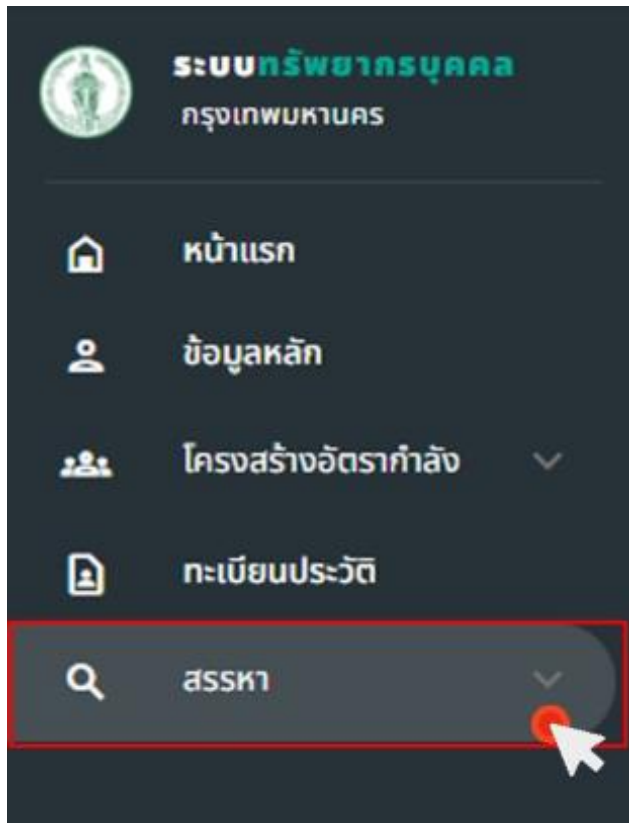 ระบบทรัพยากรบุคคล
กรุงเทพมหานคร
หน้าแรก
ข้อมูลหลัก
โครงสร้างอัตรากำลัง
ทะเบียนประวัติ
สรรหา